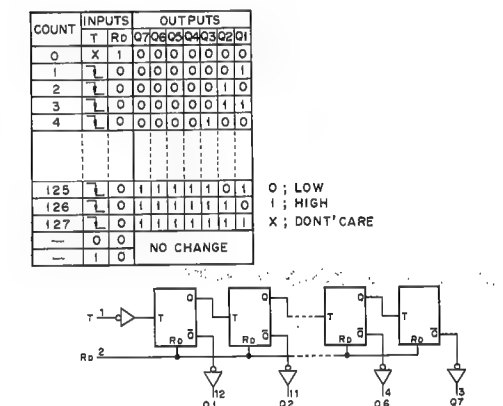 COUNT INPUTS OUTPUTS
T RD Q7 Q6 Q5 Q4 Q3 Q2 Q1
0 X 1 0 0 0 0 0 0 0
1 0 0 0 0 0 0 0 1
2 0 0 0 0 0 0 1 0
3 0 0 0 0 0 0 1 1
4 0 0 0 0 0 1 0 0
125 0 1 1 1 1 1 0 1
126 0 1 1 1 1 1 1 0
127 0 1 1 1 1 1 1 1
— 0 0 NO CHANGE
— 1 0
0 ; LOW
1 ; HIGH
X ; DONT'CARE
T 1 T Q T Q T Q T
RD Q̅ RD Q̅ RD Q̅ RD Q̅
RD 2
12 11 4 3
Q1 Q2 Q6 Q7